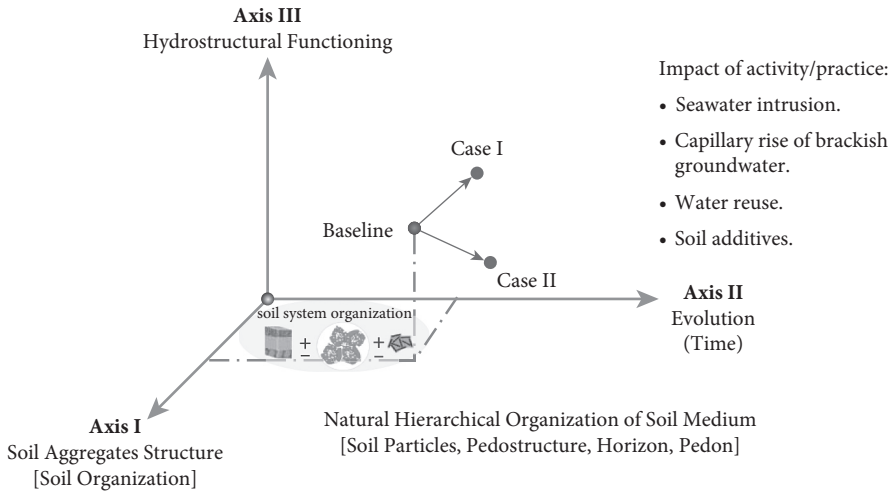 Axis III
Hydrostructural Functioning
Impact of activity/practice:
• Seawater intrusion.
• Capillary rise of brackish
groundwater.
• Water reuse.
• Soil additives.
Case I
Baseline
Case II
soil system organization
+
−
+
−
Axis II
Evolution
(Time)
Axis I
Soil Aggregates Structure
[Soil Organization]
Natural Hierarchical Organization of Soil Medium
[Soil Particles, Pedostructure, Horizon, Pedon]